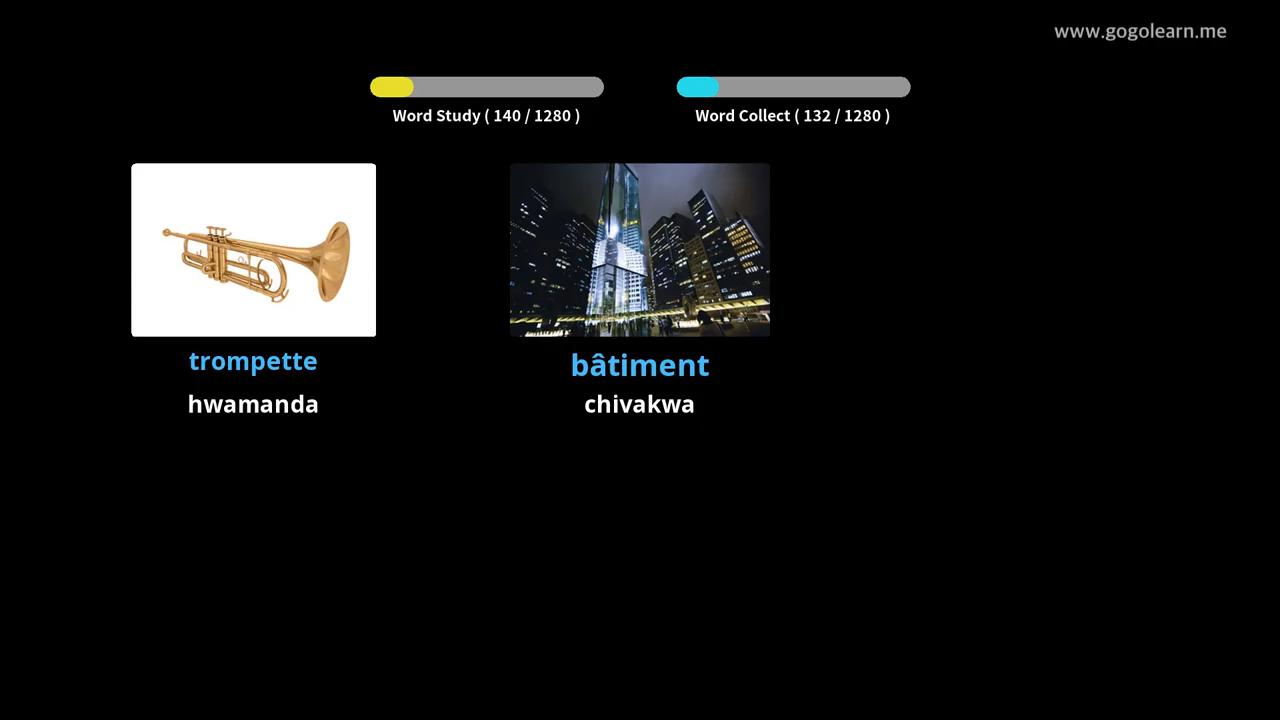 www.gogolearn.me
Word Study ( 140 / 1280 )
Word Collect ( 132 / 1280 )
trompette
hwamanda
bâtiment
chivakwa